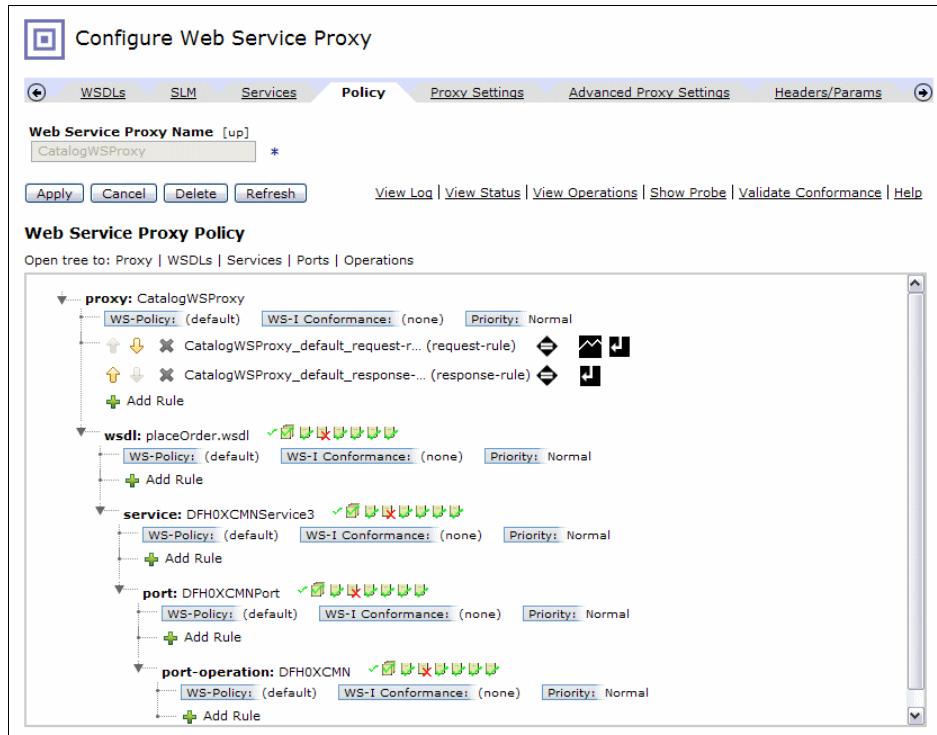 Configure Web Service Proxy
WSDLs SLM Services Policy Proxy Settings Advanced Proxy Settings Headers/Params
Web Service Proxy Name [up]
CatalogWSProxy *
Apply Cancel Delete Refresh View Log | View Status | View Operations | Show Probe | Validate Conformance | Help
Web Service Proxy Policy
Open tree to: Proxy | WSDLs | Services | Ports | Operations
proxy: CatalogWSProxy
WS-Policy: (default) WS-I Conformance: (none) Priority: Normal
CatalogWSProxy_default_request-r... (request-rule)
CatalogWSProxy_default_response-... (response-rule)
Add Rule
wsdl: placeOrder.wsdl
WS-Policy: (default) WS-I Conformance: (none) Priority: Normal
Add Rule
service: DFH0XCMNService3
WS-Policy: (default) WS-I Conformance: (none) Priority: Normal
Add Rule
port: DFH0XCMNPort
WS-Policy: (default) WS-I Conformance: (none) Priority: Normal
Add Rule
port-operation: DFH0XCMN
WS-Policy: (default) WS-I Conformance: (none) Priority: Normal
Add Rule